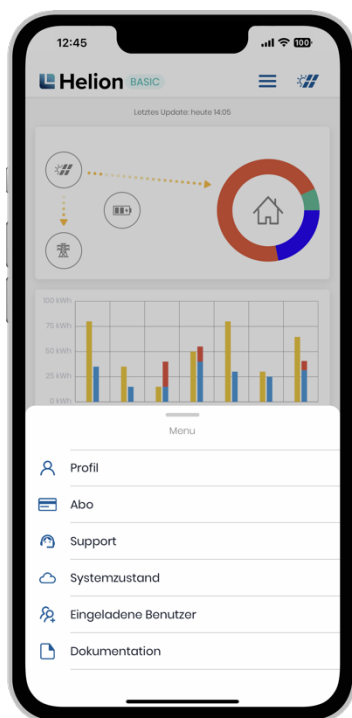 12:45
100
Helion BASIC
Letztes Update: heute 14:05
100 kWh
75 kWh
50 kWh
25 kWh
0 kWh
Menu
Profil
Abo
Support
Systemzustand
Eingeladene Benutzer
Dokumentation